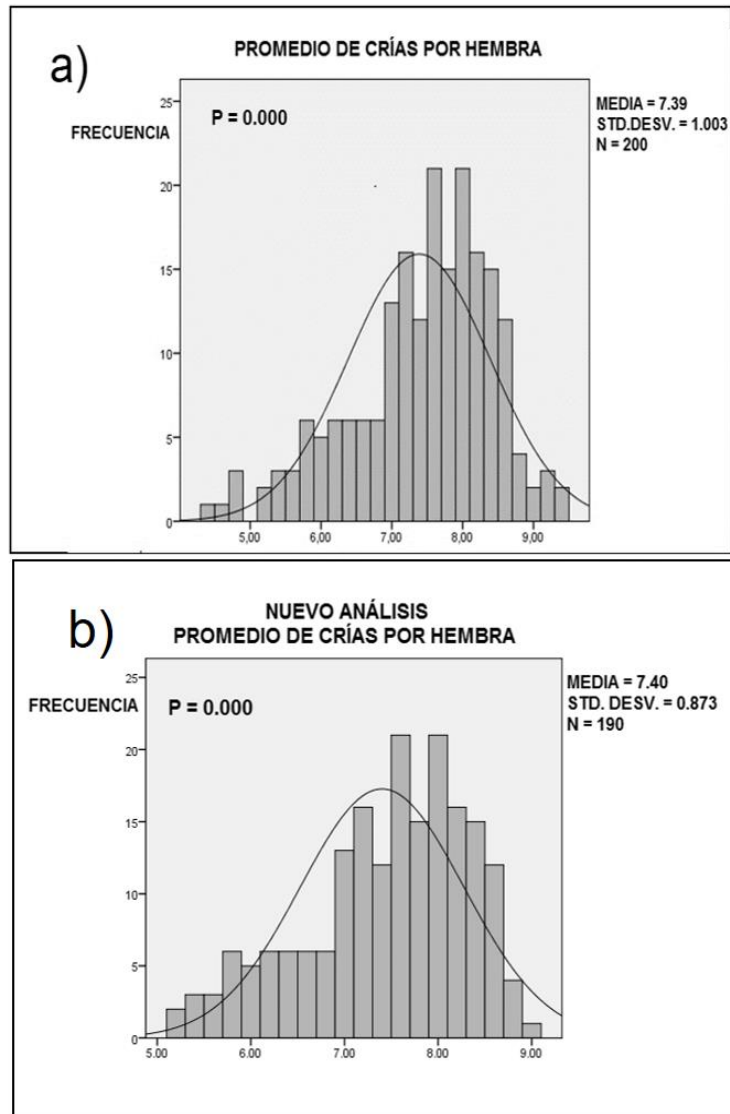 a)
PROMEDIO DE CRÍAS POR HEMBRA
P = 0.000
MEDIA = 7.39
STD.DESV. = 1.003
N = 200
FRECUENCIA
25
20
15
10
5
0
5,00 6,00 7,00 8,00 9,00
b)
NUEVO ANÁLISIS
PROMEDIO DE CRÍAS POR HEMBRA
P = 0.000
MEDIA = 7.40
STD. DESV. = 0.873
N = 190
FRECUENCIA
25
20
15
10
5
0
5.00 6.00 7.00 8.00 9.00